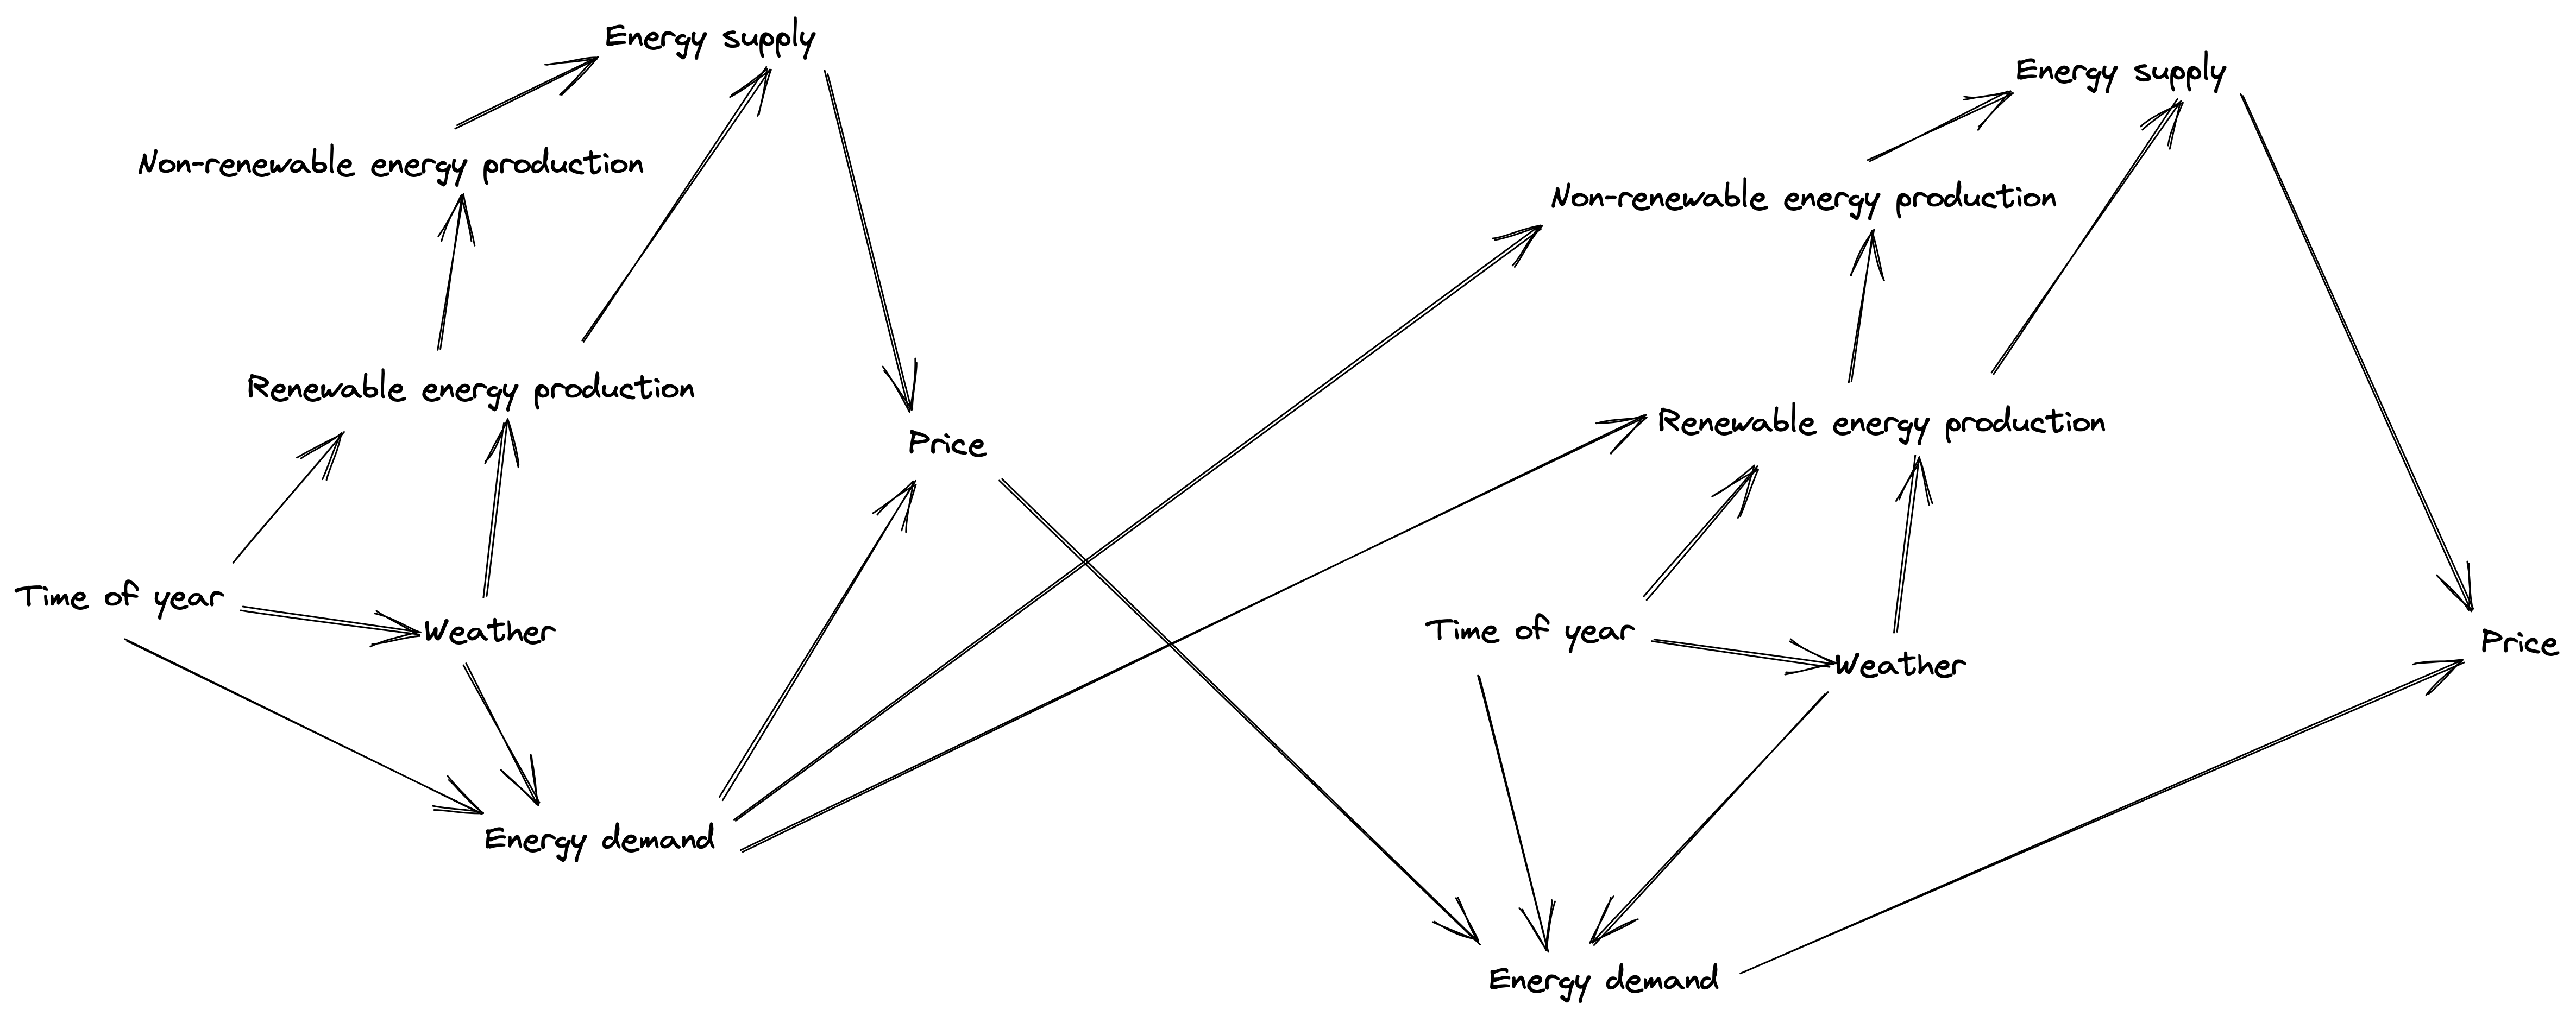 Energy supply
Non-renewable energy production
Renewable energy production
Price
Time of year
Weather
Energy demand
Energy supply
Non-renewable energy production
Renewable energy production
Time of year
Weather
Price
Energy demand